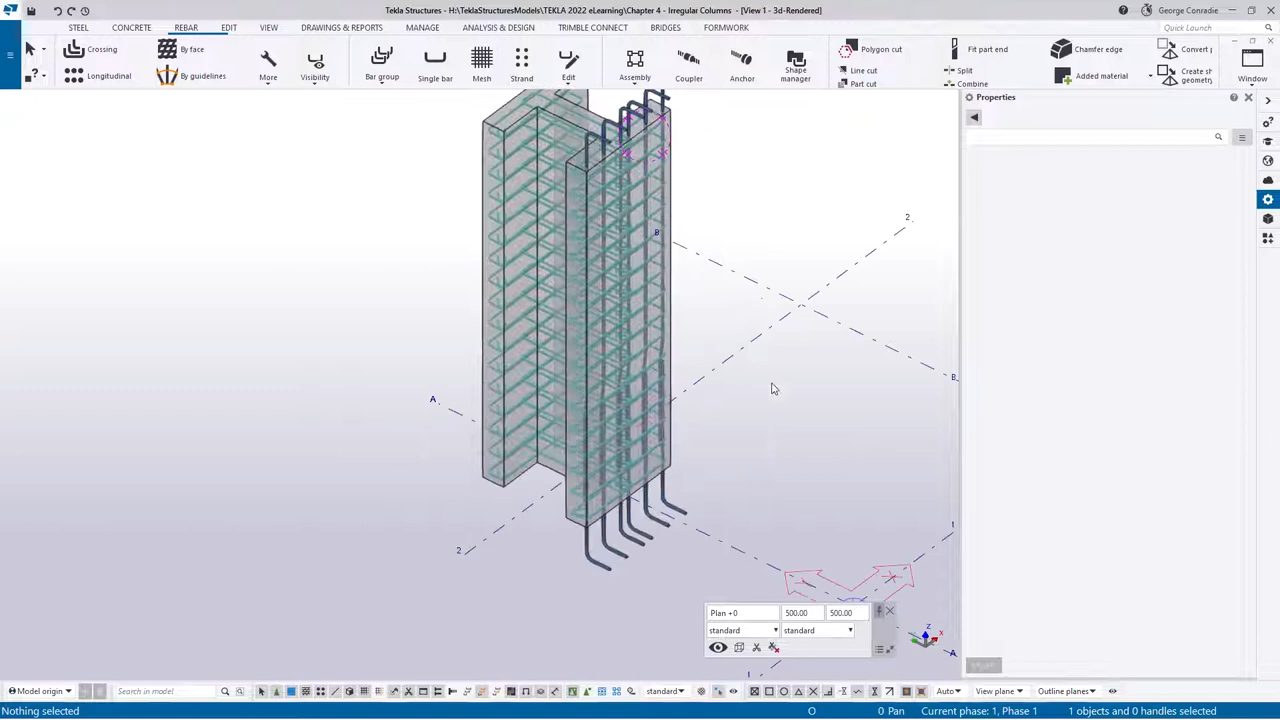 Tekla Structures - H:\TeklaStructuresModels\TEKLA 2022 eLearning\Chapter 4 - Irregular Columns - [View 1 - 3d-Rendered]
George Conradie
STEEL CONCRETE REBAR EDIT VIEW DRAWINGS & REPORTS MANAGE ANALYSIS & DESIGN TRIMBLE CONNECT BRIDGES FORMWORK
Quick Launch
Crossing
Longitudinal
By face
By guidelines
More
Visibility
Bar group
Single bar
Mesh
Strand
Edit
Assembly
Coupler
Anchor
Shape
manager
Polygon cut
Line cut
Part cut
Fit part end
Split
Combine
Chamfer edge
Added material
Convert
Create sh
geometry
Window
Properties
2
B
B
A
2
1
1
A
z
x
Plan +0 500.00 500.00
standard standard
Model origin Search in model standard Auto View plane Outline planes
Nothing selected O 0 Pan Current phase: 1, Phase 1 1 objects and 0 handles selected